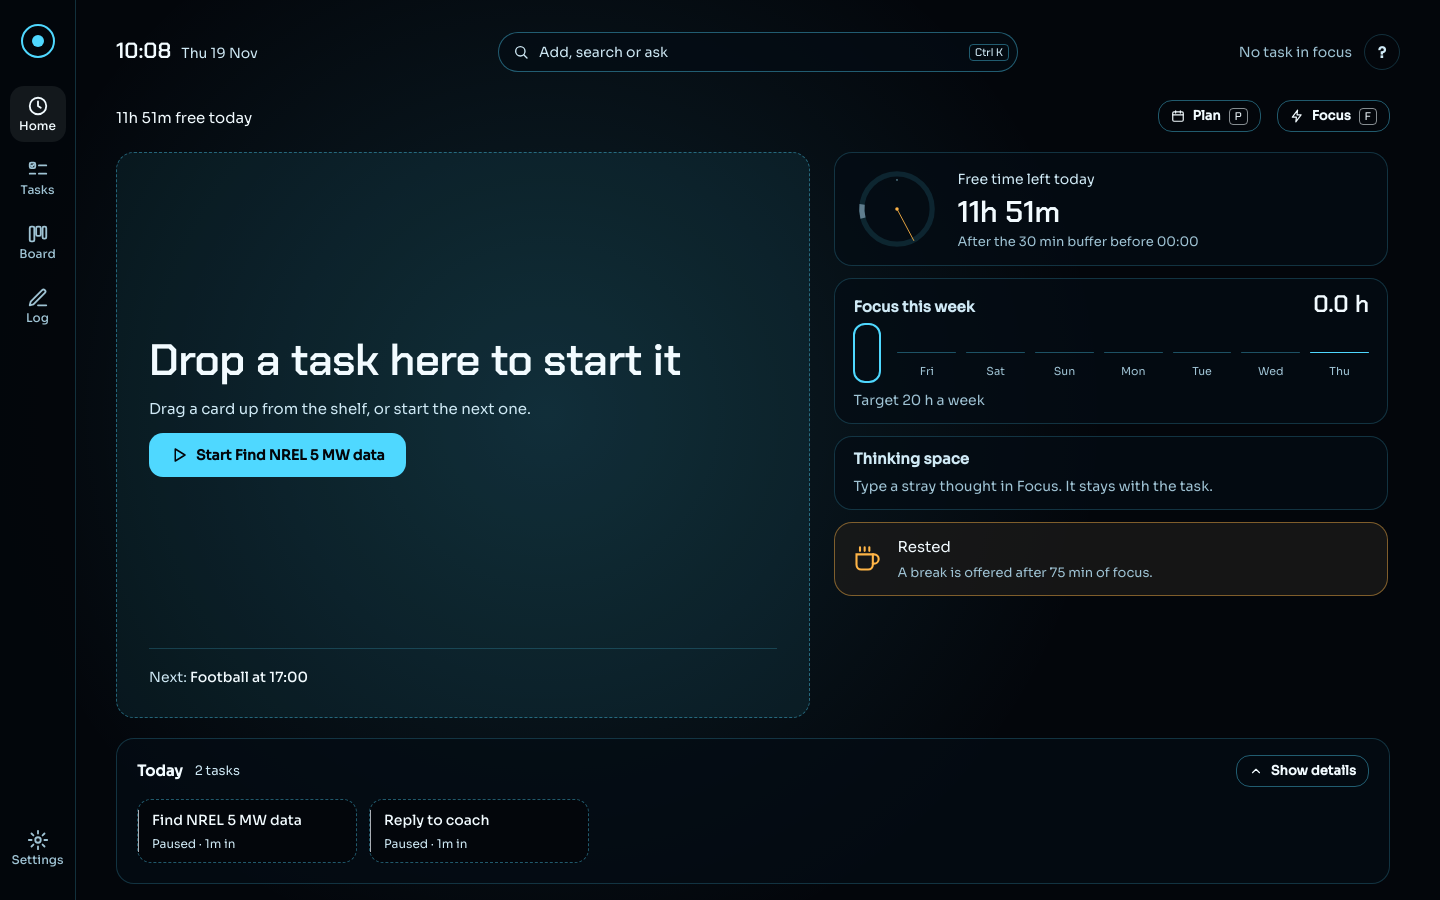 10:08 Thu 19 Nov
Add, search or ask Ctrl K
No task in focus ?
Home
Tasks
Board
Log
Settings
11h 51m free today
Plan P
Focus F
Drop a task here to start it
Drag a card up from the shelf, or start the next one.
Start Find NREL 5 MW data
Next: Football at 17:00
Free time left today
11h 51m
After the 30 min buffer before 00:00
Focus this week 0.0 h
Fri Sat Sun Mon Tue Wed Thu
Target 20 h a week
Thinking space
Type a stray thought in Focus. It stays with the task.
Rested
A break is offered after 75 min of focus.
Today 2 tasks
Show details
Find NREL 5 MW data
Paused · 1m in
Reply to coach
Paused · 1m in